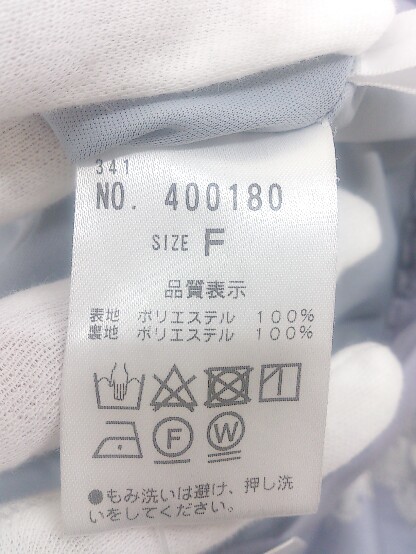 341
NO. 400180
SIZE F
品質表示
表地 ポリエステル 100%
裏地 ポリエステル 100%
F W
●もみ洗いは避け、押し洗
いをしてください。